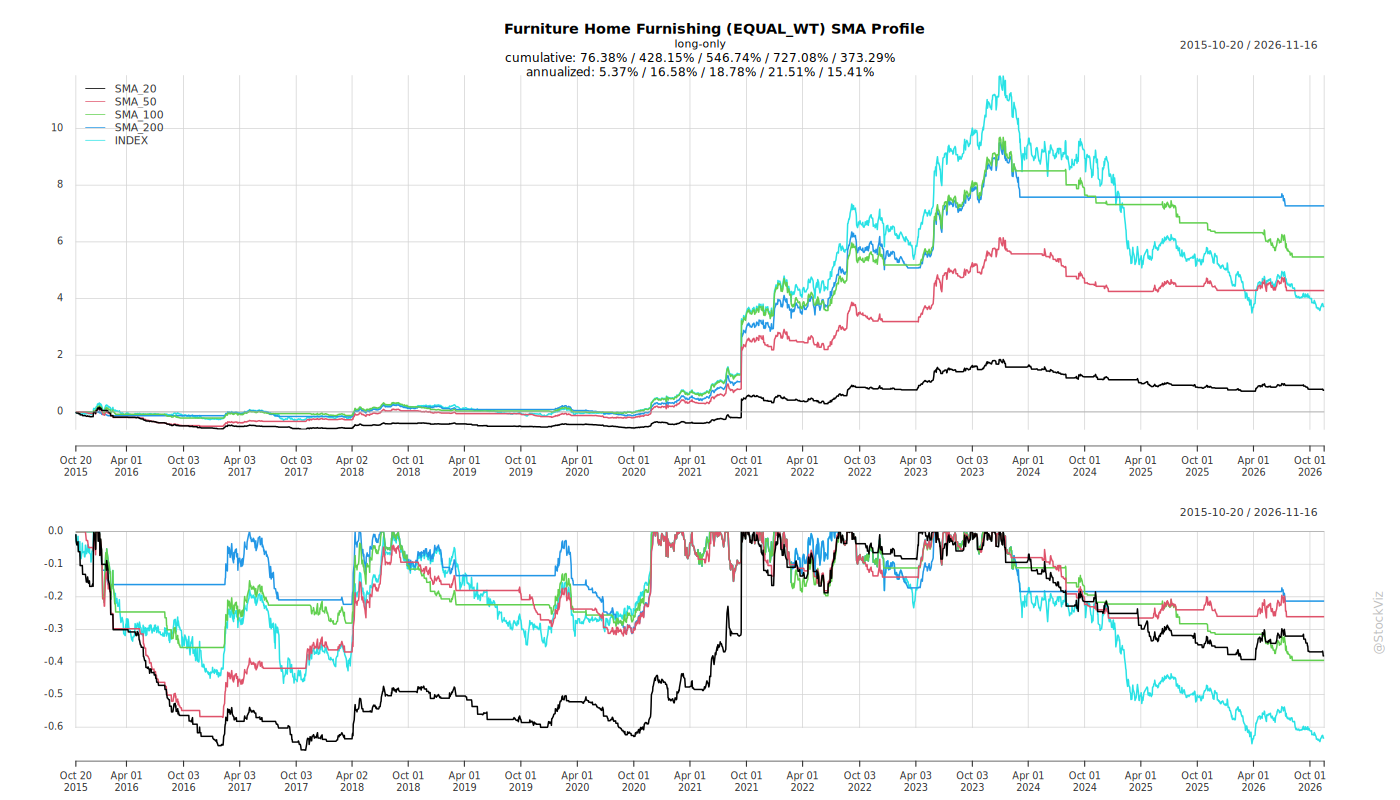 Furniture Home Furnishing (EQUAL_WT) SMA Profile
long-only
cumulative: 76.38% / 428.15% / 546.74% / 727.08% / 373.29%
annualized: 5.37% / 16.58% / 18.78% / 21.51% / 15.41%
2015-10-20 / 2026-11-16
SMA_20
SMA_50
SMA_100
SMA_200
INDEX
10
8
6
4
2
0
Oct 20 Apr 01 Oct 03 Apr 03 Oct 03 Apr 02 Oct 01 Apr 01 Oct 01 Apr 01 Oct 01 Apr 01 Oct 01 Apr 01 Oct 03 Apr 03 Oct 03 Apr 01 Oct 01 Apr 01 Oct 01 Apr 01 Oct 01
2015 2016 2016 2017 2017 2018 2018 2019 2019 2020 2020 2021 2021 2022 2022 2023 2023 2024 2024 2025 2025 2026 2026
2015-10-20 / 2026-11-16
0.0
-0.1
-0.2
-0.3
-0.4
-0.5
-0.6
Oct 20 Apr 01 Oct 03 Apr 03 Oct 03 Apr 02 Oct 01 Apr 01 Oct 01 Apr 01 Oct 01 Apr 01 Oct 01 Apr 01 Oct 03 Apr 03 Oct 03 Apr 01 Oct 01 Apr 01 Oct 01 Apr 01 Oct 01
2015 2016 2016 2017 2017 2018 2018 2019 2019 2020 2020 2021 2021 2022 2022 2023 2023 2024 2024 2025 2025 2026 2026
@StockViz